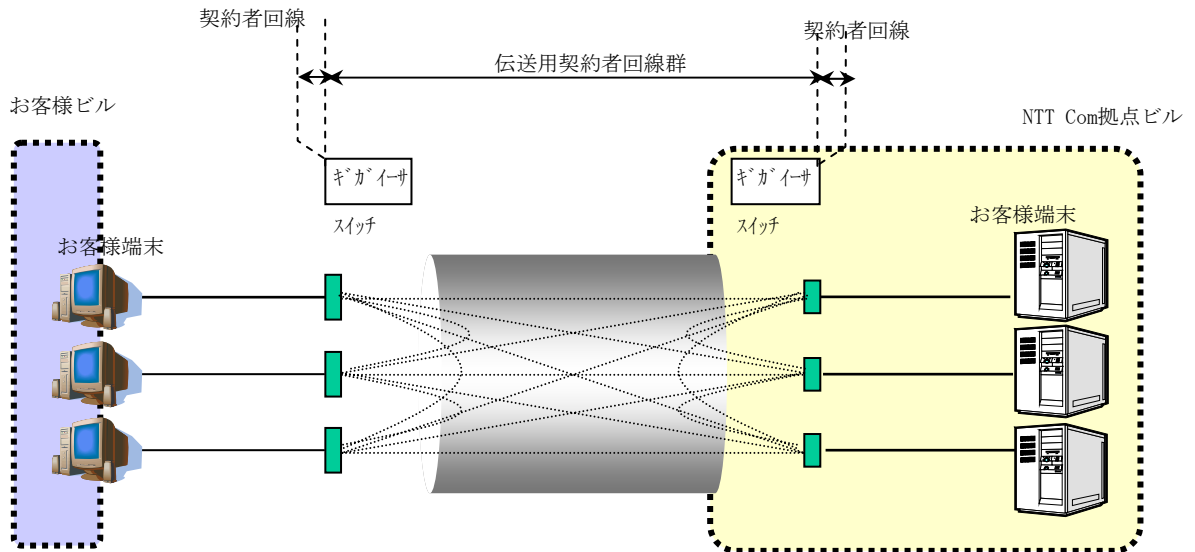 契約者回線
契約者回線
伝送用契約者回線群
お客様ビル
NTT Com拠点ビル
ｷﾞｶﾞｲｰｻ
ｽｲｯﾁ
ｷﾞｶﾞｲｰｻ
ｽｲｯﾁ
お客様端末
お客様端末